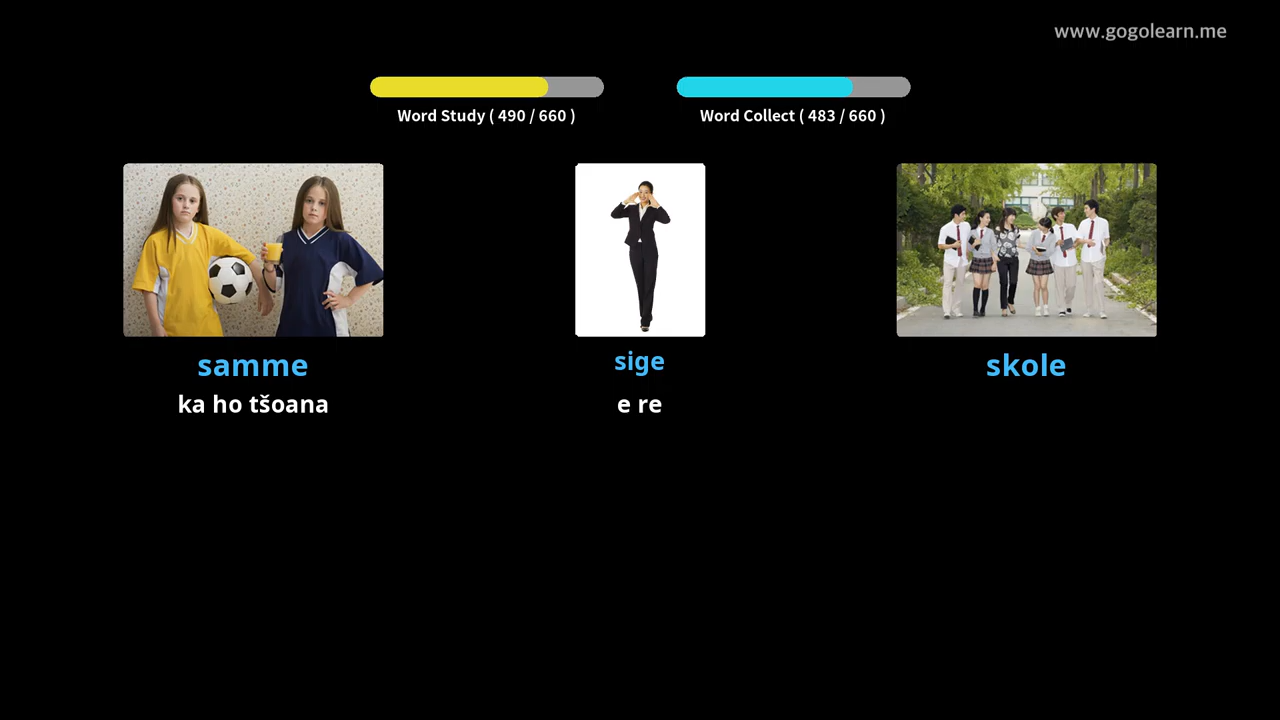 www.gogolearn.me
Word Study ( 490 / 660 )
Word Collect ( 483 / 660 )
samme
sige
skole
ka ho tšoana
e re